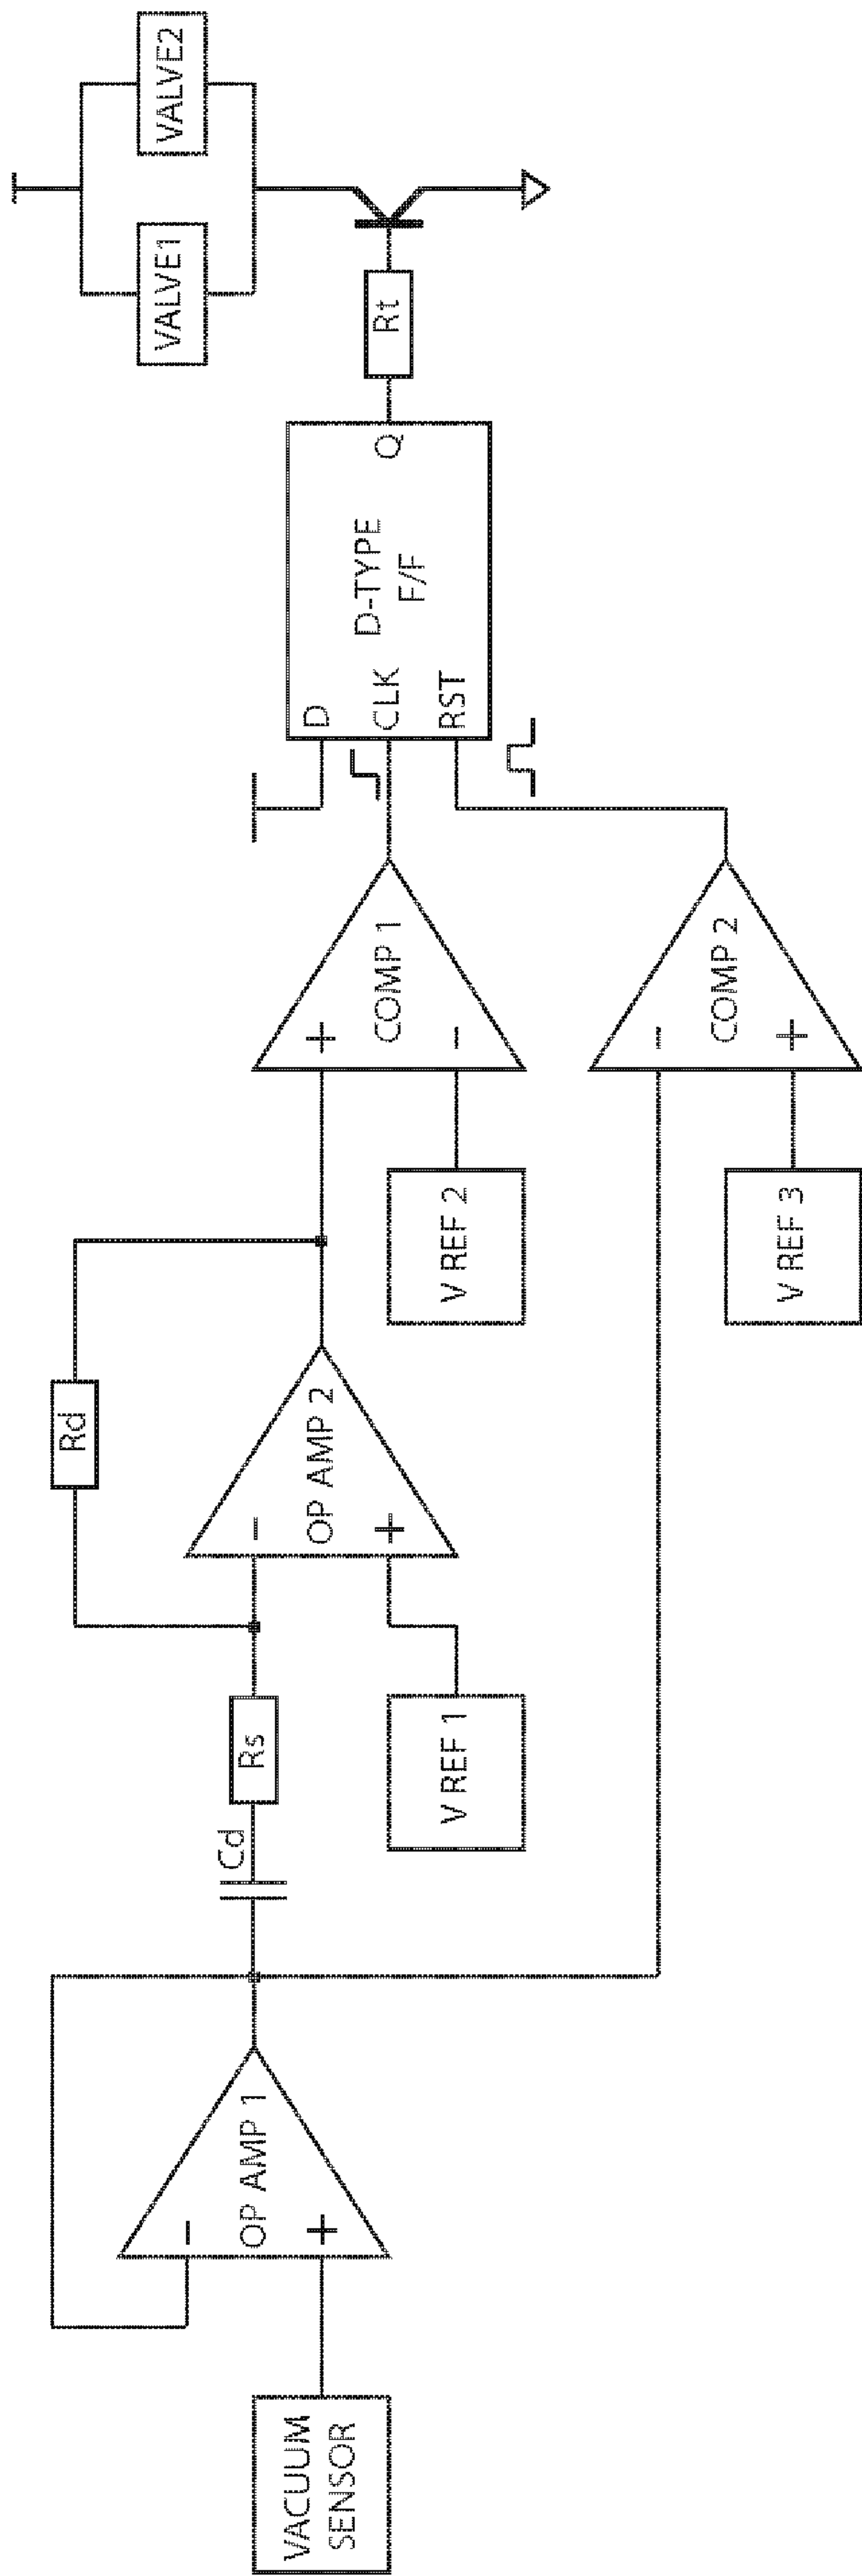 VACUUM
SENSOR
-
+
OP AMP 1
Cd
Rs
Rd
V REF 1
-
+
OP AMP 2
V REF 2
+
-
COMP 1
V REF 3
-
+
COMP 2
D
CLK
RST
D-TYPE
F/F
Q
Rt
VALVE1
VALVE2